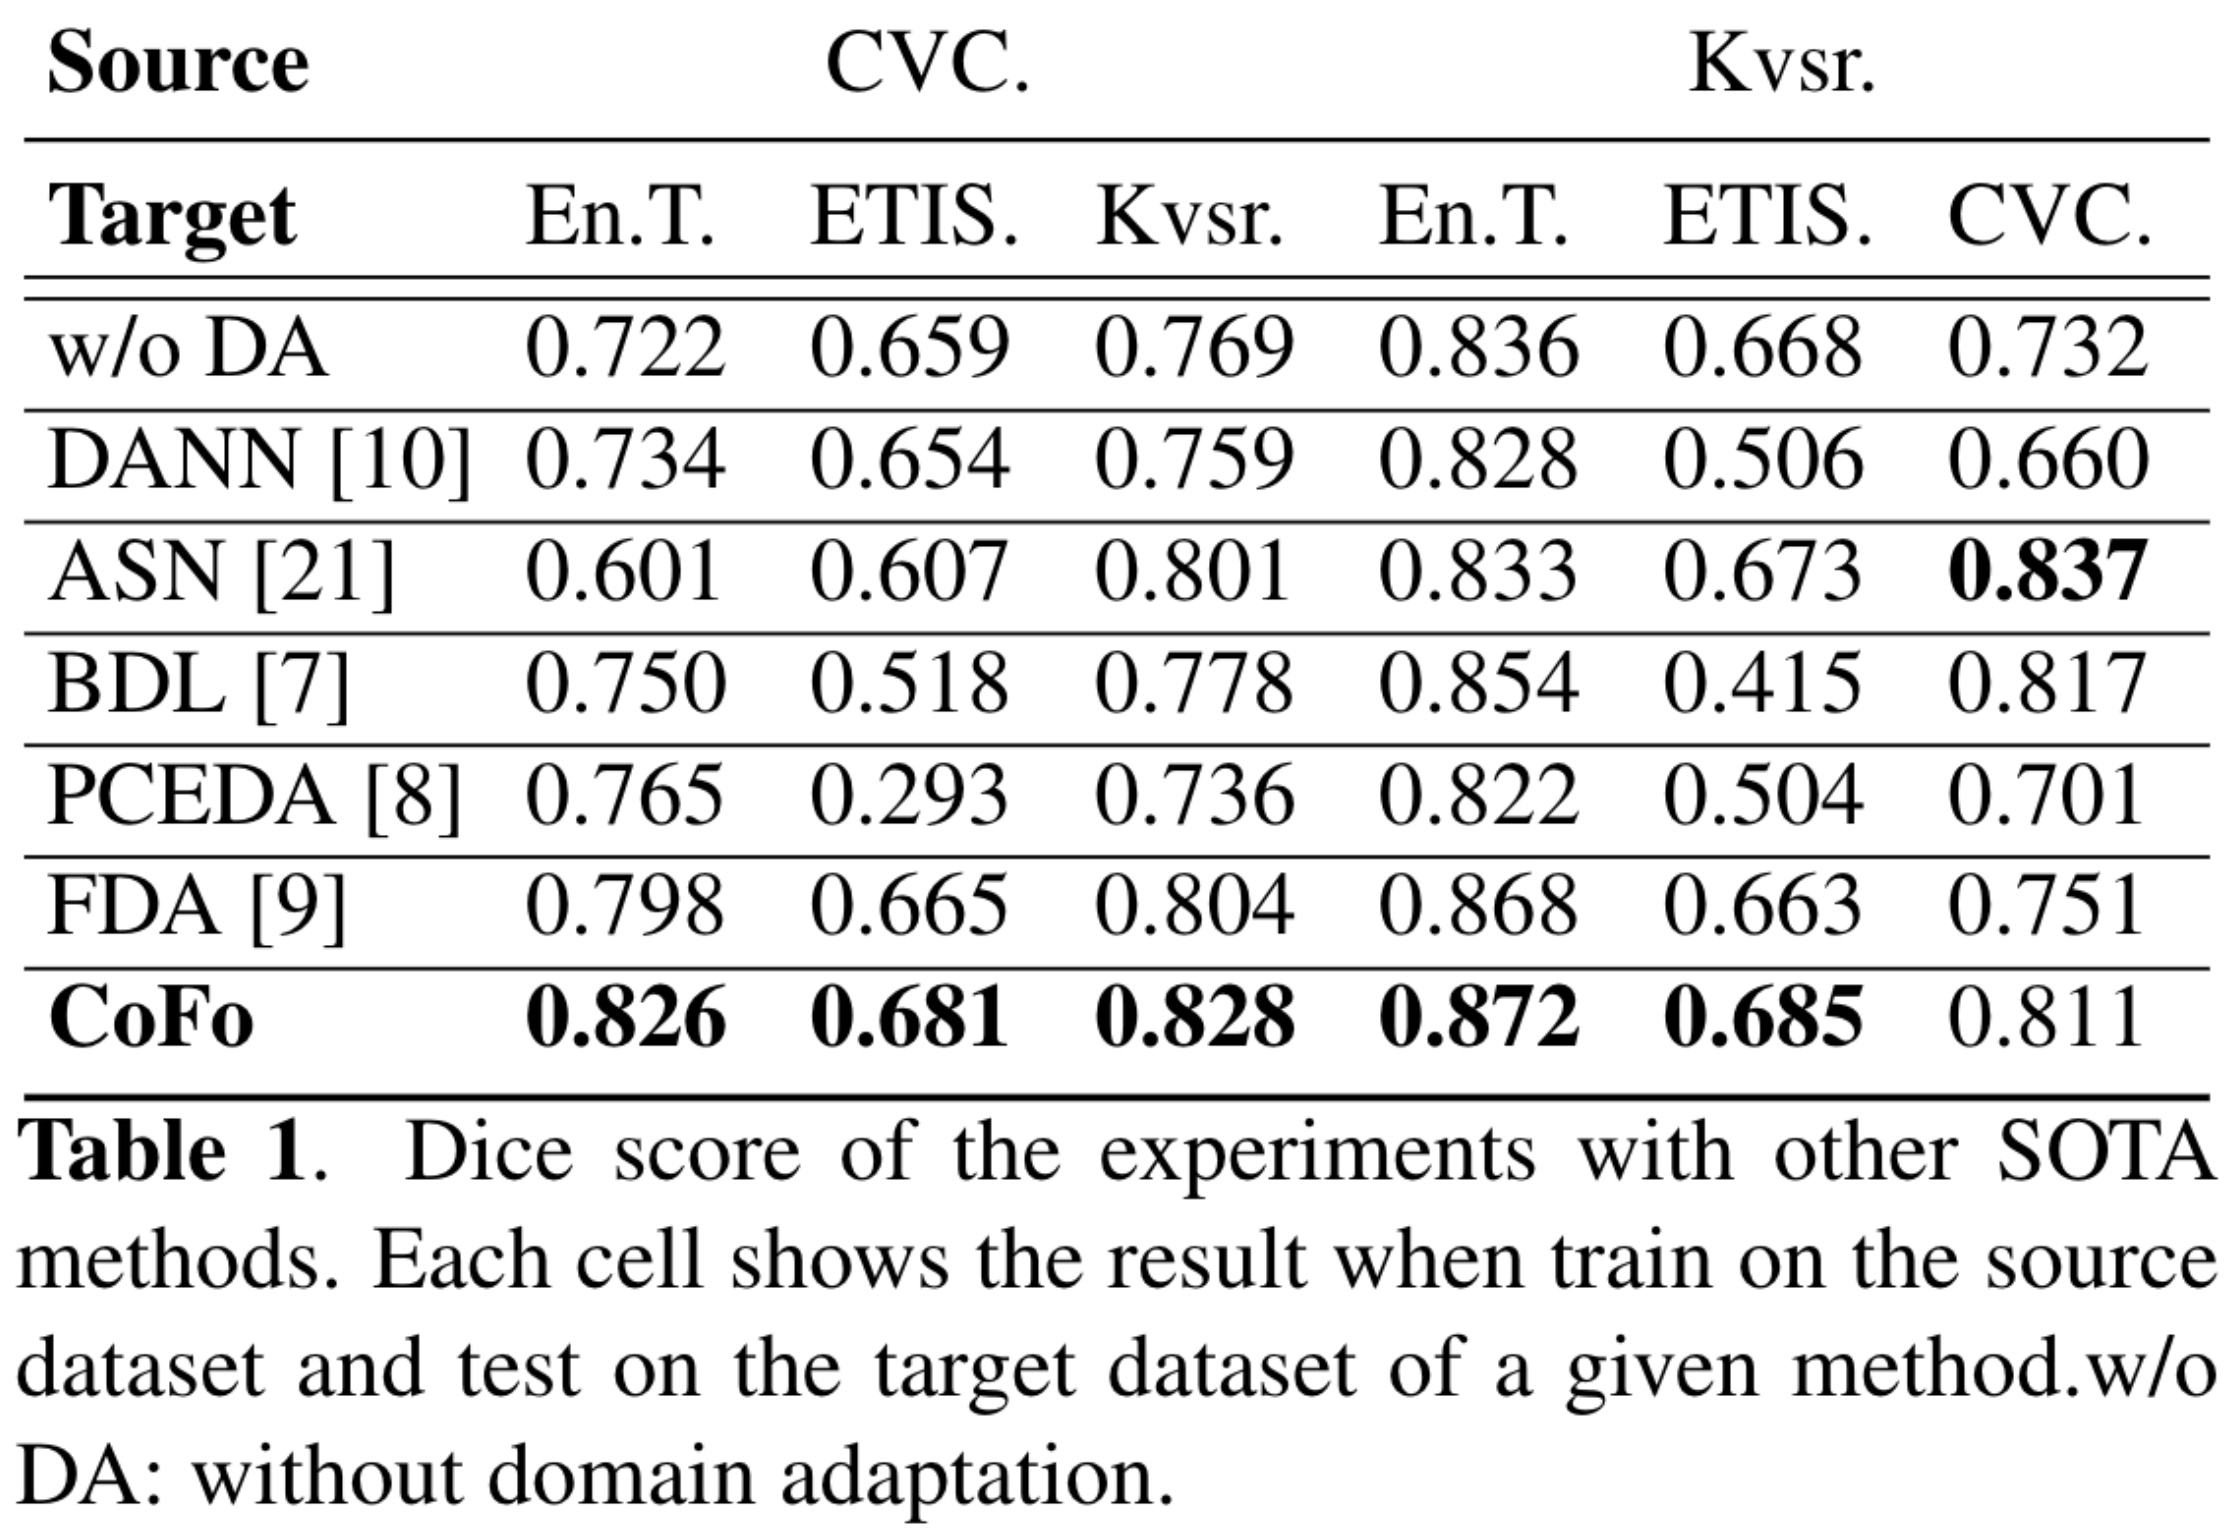 Source CVC. Kvsr.
Target En.T. ETIS. Kvsr. En.T. ETIS. CVC.
w/o DA 0.722 0.659 0.769 0.836 0.668 0.732
DANN [10] 0.734 0.654 0.759 0.828 0.506 0.660
ASN [21] 0.601 0.607 0.801 0.833 0.673 0.837
BDL [7] 0.750 0.518 0.778 0.854 0.415 0.817
PCEDA [8] 0.765 0.293 0.736 0.822 0.504 0.701
FDA [9] 0.798 0.665 0.804 0.868 0.663 0.751
CoFo 0.826 0.681 0.828 0.872 0.685 0.811
Table 1. Dice score of the experiments with other SOTA
methods. Each cell shows the result when train on the source
dataset and test on the target dataset of a given method.w/o
DA: without domain adaptation.